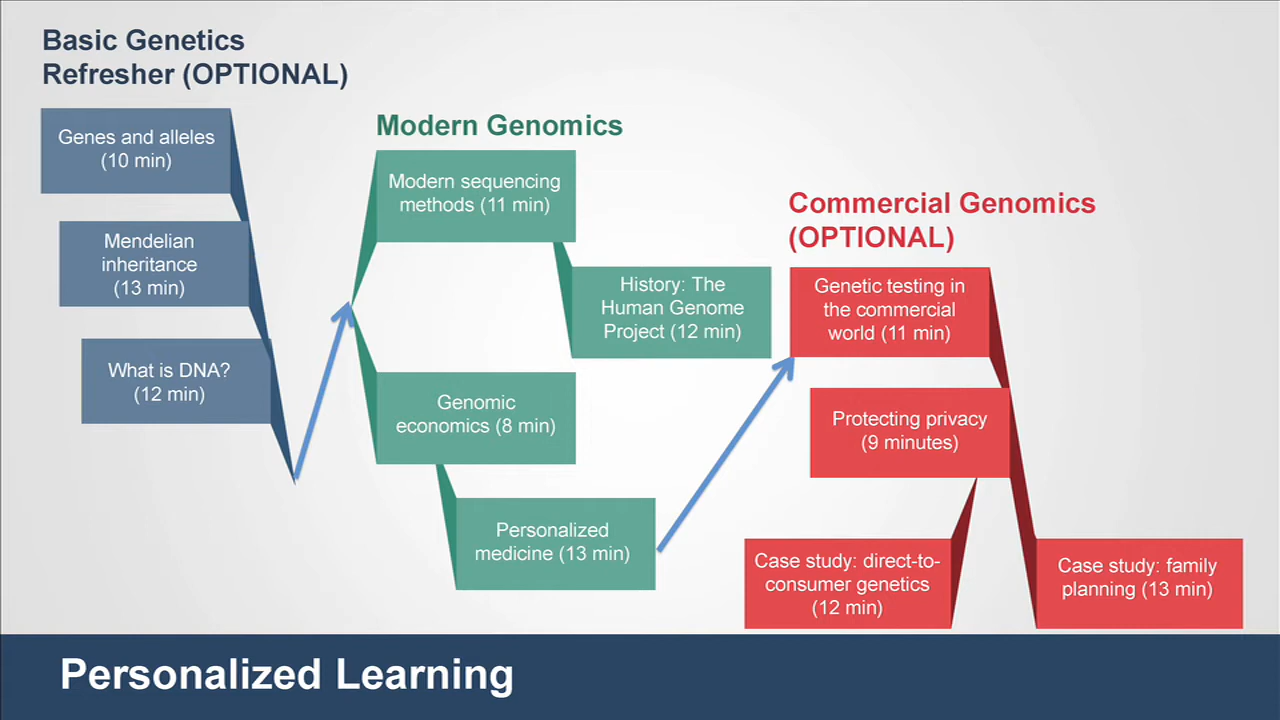 Basic Genetics
Refresher (OPTIONAL)
Genes and alleles
(10 min)
Mendelian
inheritance
(13 min)
What is DNA?
(12 min)
Modern Genomics
Modern sequencing
methods (11 min)
History: The
Human Genome
Project (12 min)
Genomic
economics (8 min)
Personalized
medicine (13 min)
Commercial Genomics
(OPTIONAL)
Genetic testing in
the commercial
world (11 min)
Protecting privacy
(9 minutes)
Case study: direct-to-
consumer genetics
(12 min)
Case study: family
planning (13 min)
Personalized Learning